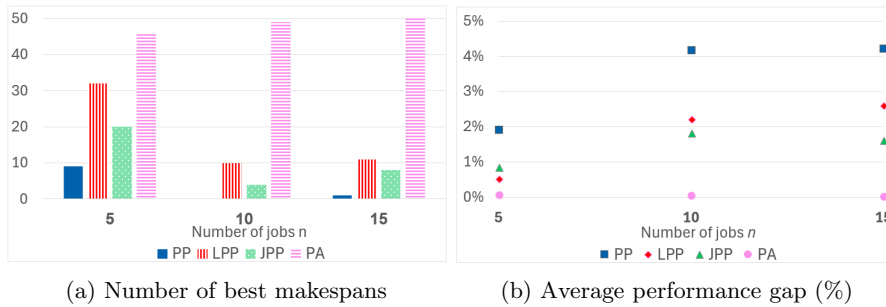 50
40
30
20
10
0
5 10 15
Number of jobs n
PP LPP JPP PA
(a) Number of best makespans
5%
4%
3%
2%
1%
0%
5 10 15
Number of jobs n
PP LPP JPP PA
(b) Average performance gap (%)